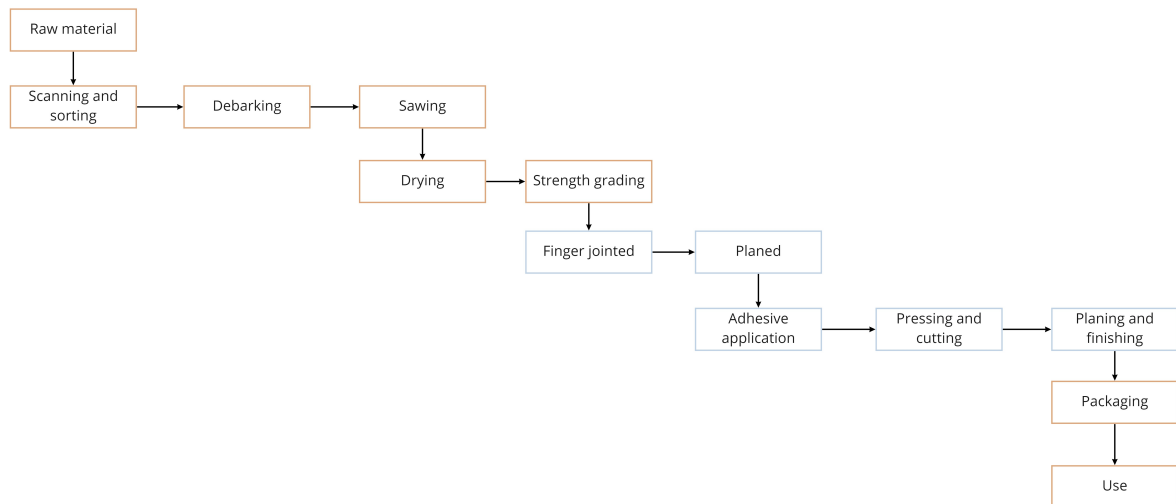 Raw material
Scanning and
sorting
Debarking
Sawing
Drying
Strength grading
Finger jointed
Planed
Adhesive
application
Pressing and
cutting
Planing and
finishing
Packaging
Use